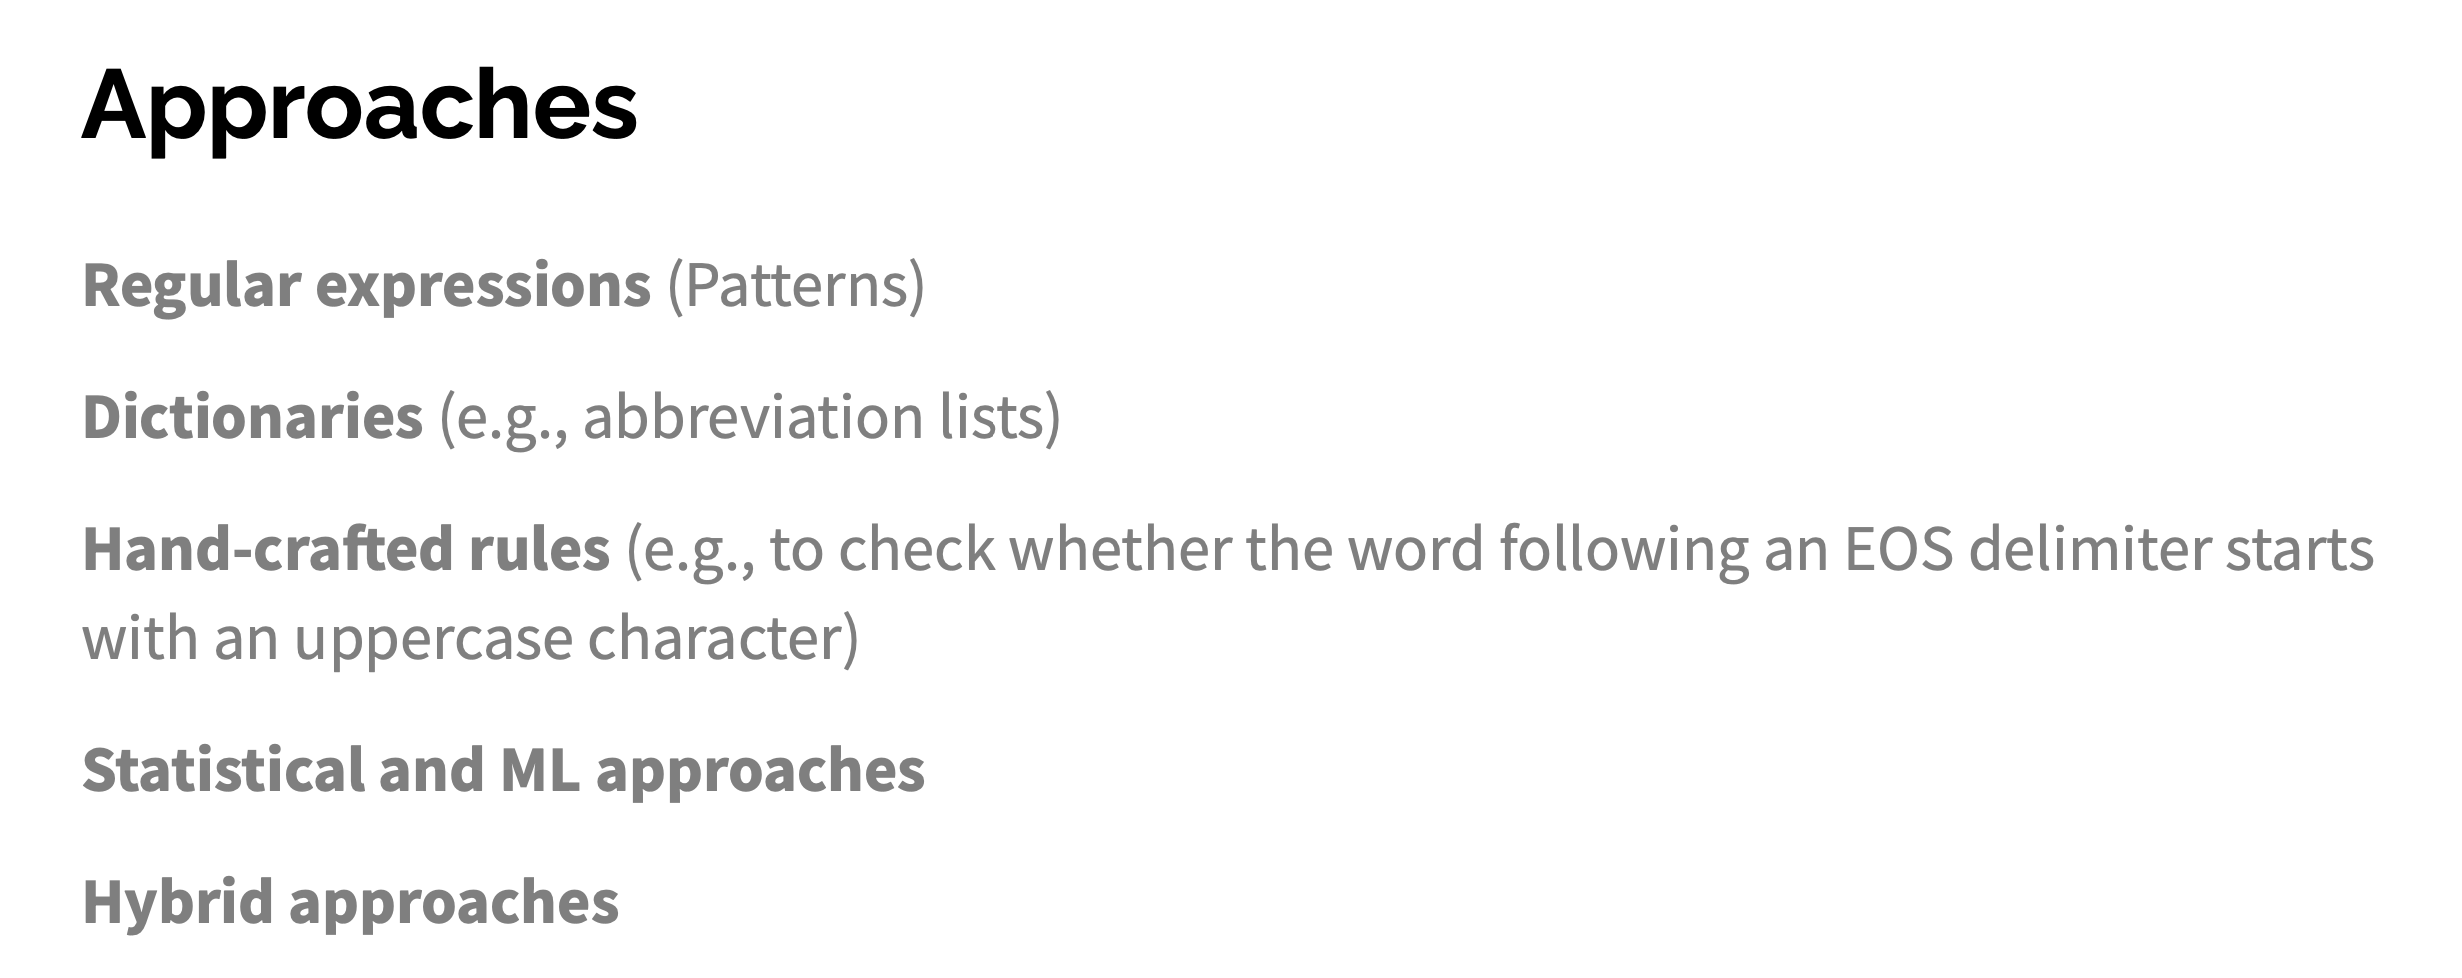 Approaches
Regular expressions (Patterns)
Dictionaries (e.g., abbreviation lists)
Hand-crafted rules (e.g., to check whether the word following an EOS delimiter starts
with an uppercase character)
Statistical and ML approaches
Hybrid approaches